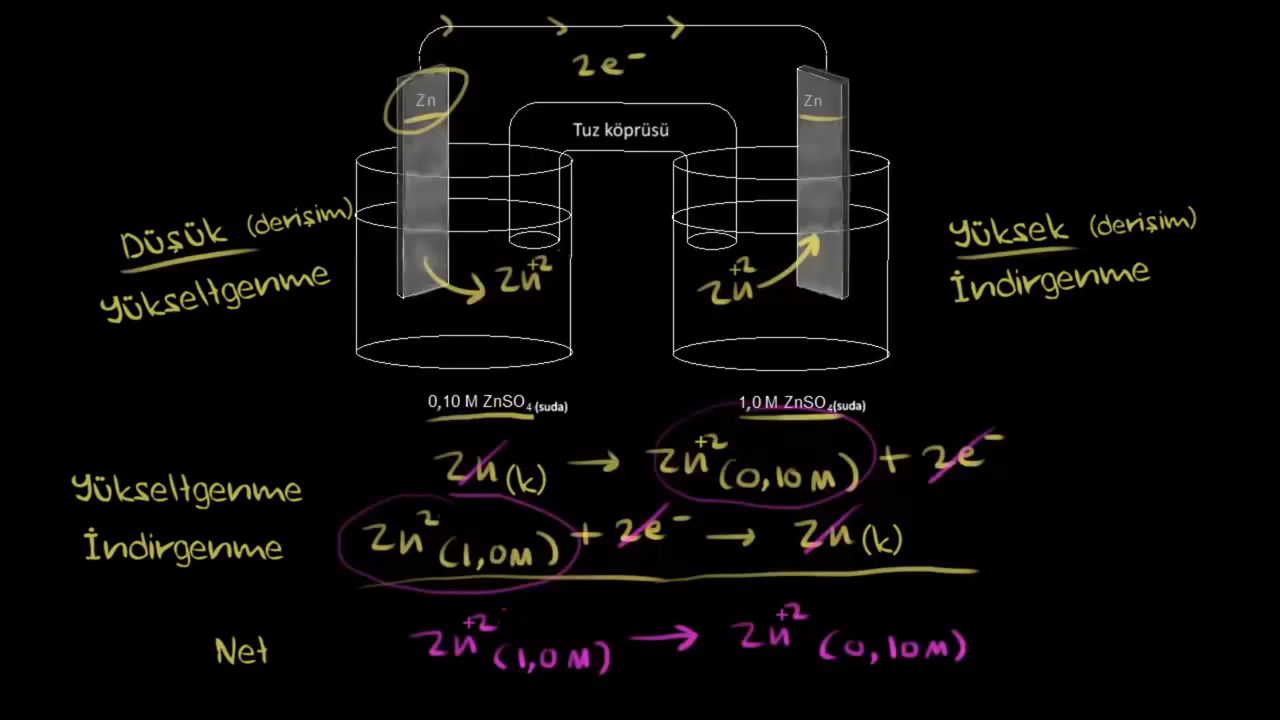 2e⁻
Zn
Zn
Tuz köprüsü
Düşük (derişim)
Yükseltgenme
Zn⁺²
Zn⁺²
Yüksek (derişim)
İndirgenme
0,10 M ZnSO₄(suda)
1,0 M ZnSO₄(suda)
Yükseltgenme Zn(k) → Zn⁺²(0,10M) + 2e⁻
İndirgenme Zn²(1,0M) + 2e⁻ → Zn(k)
Net Zn⁺²(1,0M) → Zn⁺²(0,10M)